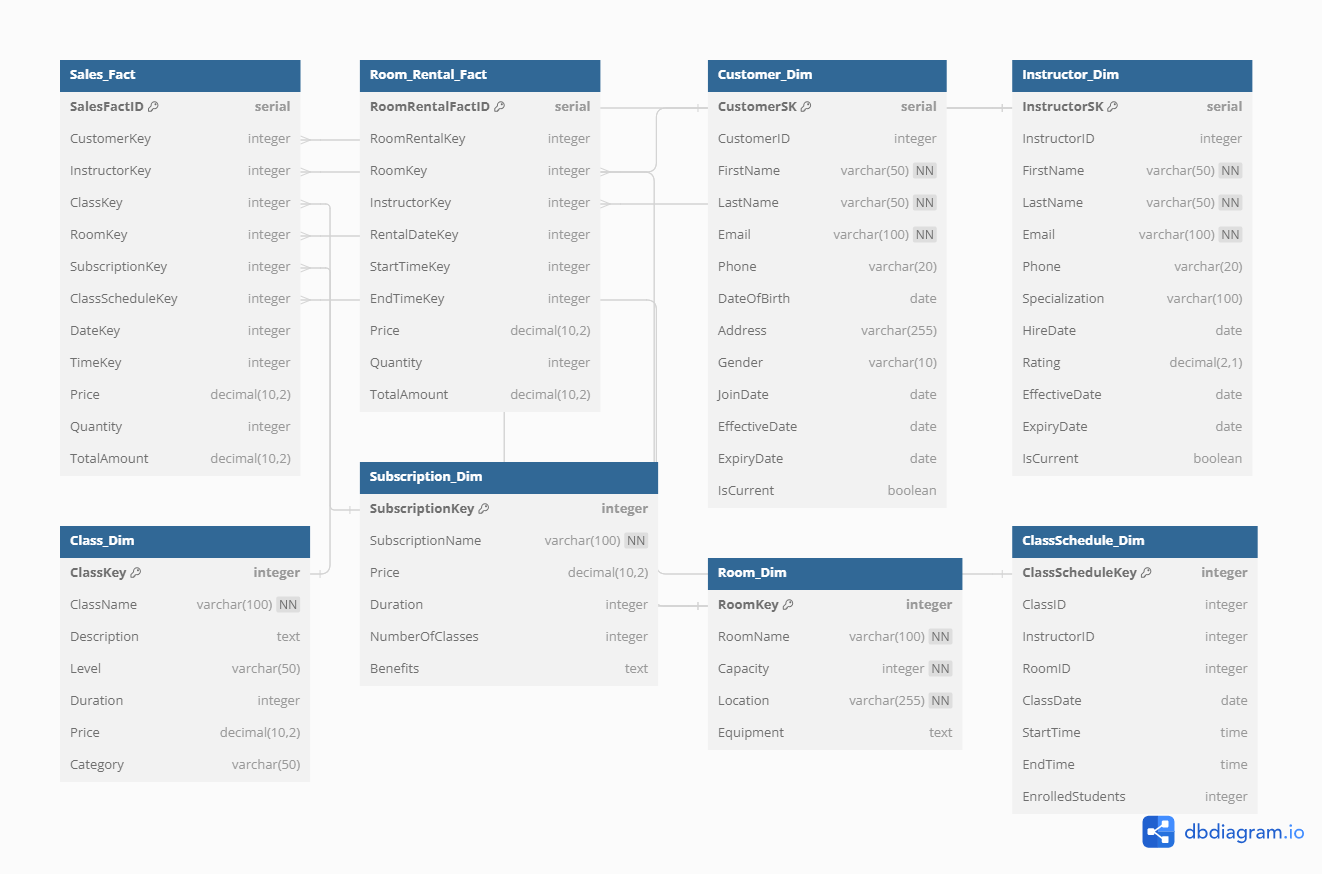 Sales_Fact
SalesFactID serial
CustomerKey integer
InstructorKey integer
ClassKey integer
RoomKey integer
SubscriptionKey integer
ClassScheduleKey integer
DateKey integer
TimeKey integer
Price decimal(10,2)
Quantity integer
TotalAmount decimal(10,2)
Room_Rental_Fact
RoomRentalFactID serial
RoomRentalKey integer
RoomKey integer
InstructorKey integer
RentalDateKey integer
StartTimeKey integer
EndTimeKey integer
Price decimal(10,2)
Quantity integer
TotalAmount decimal(10,2)
Customer_Dim
CustomerSK serial
CustomerID integer
FirstName varchar(50) NN
LastName varchar(50) NN
Email varchar(100) NN
Phone varchar(20)
DateOfBirth date
Address varchar(255)
Gender varchar(10)
JoinDate date
EffectiveDate date
ExpiryDate date
IsCurrent boolean
Instructor_Dim
InstructorSK serial
InstructorID integer
FirstName varchar(50) NN
LastName varchar(50) NN
Email varchar(100) NN
Phone varchar(20)
Specialization varchar(100)
HireDate date
Rating decimal(2,1)
EffectiveDate date
ExpiryDate date
IsCurrent boolean
Class_Dim
ClassKey integer
ClassName varchar(100) NN
Description text
Level varchar(50)
Duration integer
Price decimal(10,2)
Category varchar(50)
Subscription_Dim
SubscriptionKey integer
SubscriptionName varchar(100) NN
Price decimal(10,2)
Duration integer
NumberOfClasses integer
Benefits text
Room_Dim
RoomKey integer
RoomName varchar(100) NN
Capacity integer NN
Location varchar(255) NN
Equipment text
ClassSchedule_Dim
ClassScheduleKey integer
ClassID integer
InstructorID integer
RoomID integer
ClassDate date
StartTime time
EndTime time
EnrolledStudents integer
dbdiagram.io